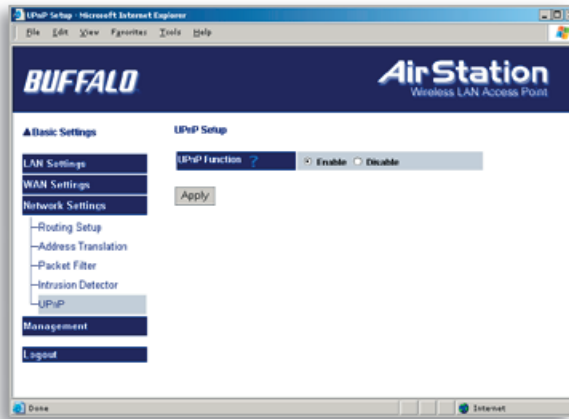 UPnP Setup - Microsoft Internet Explorer
File Edit View Favorites Tools Help
BUFFALO
AirStation
Wireless LAN Access Point
Basic Settings
UPnP Setup
LAN Settings
UPnP Function ? Enable Disable
WAN Settings
Apply
Network Settings
Routing Setup
Address Translation
Packet Filter
Intrusion Detector
UPnP
Management
Logout
Done
Internet